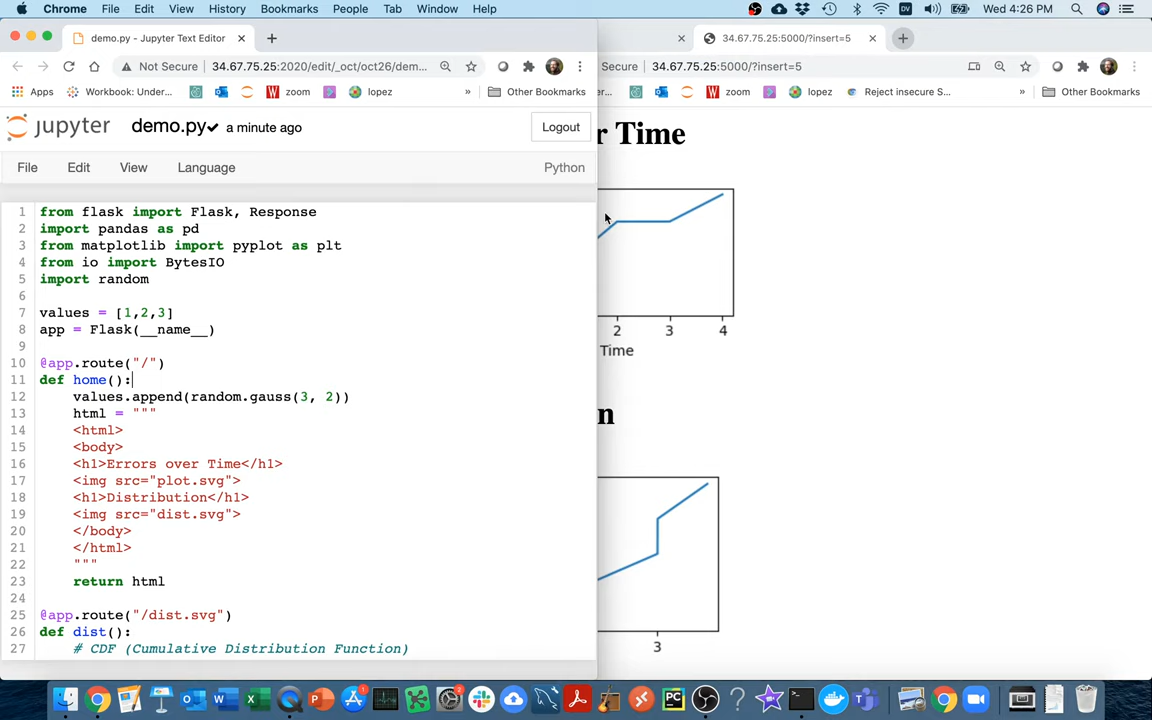 Chrome File Edit View History Bookmarks People Tab Window Help DV Wed 4:26 PM
demo.py - Jupyter Text Editor
34.67.75.25:5000/?insert=5
Not Secure 34.67.75.25:2020/edit/_oct/oct26/dem...
Secure 34.67.75.25:5000/?insert=5
Apps Workbook: Under... zoom lopez » Other Bookmarks
er... zoom lopez Reject insecure S... » Other Bookmarks
jupyter demo.py✔ a minute ago Logout
File Edit View Language Python
1 from flask import Flask, Response
2 import pandas as pd
3 from matplotlib import pyplot as plt
4 from io import BytesIO
5 import random
6
7 values = [1,2,3]
8 app = Flask(__name__)
9
10 @app.route("/")
11 def home():
12 values.append(random.gauss(3, 2))
13 html = """
14 <html>
15 <body>
16 <h1>Errors over Time</h1>
17 <img src="plot.svg">
18 <h1>Distribution</h1>
19 <img src="dist.svg">
20 </body>
21 </html>
22 """
23 return html
24
25 @app.route("/dist.svg")
26 def dist():
27 # CDF (Cumulative Distribution Function)
r Time
2 3 4
Time
n
3